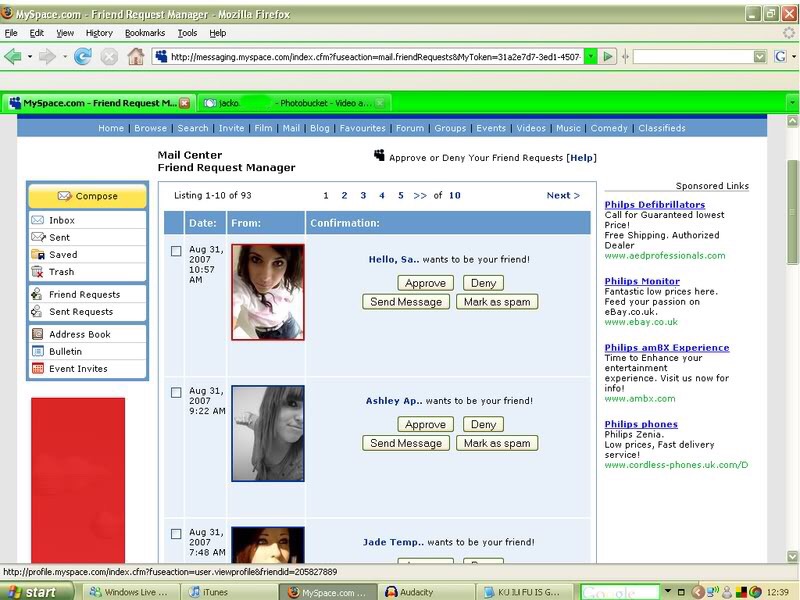 MySpace.com - Friend Request Manager - Mozilla Firefox
File Edit View History Bookmarks Tools Help
http://messaging.myspace.com/index.cfm?fuseaction=mail.friendRequests&MyToken=31a2e7d7-3ed1-4507-
G
MySpace.com - Friend Request M...
jacko. - Photobucket - Video a...
Home | Browse | Search | Invite | Film | Mail | Blog | Favourites | Forum | Groups | Events | Videos | Music | Comedy | Classifieds
Mail Center
Friend Request Manager
Approve or Deny Your Friend Requests [Help]
Compose
Inbox
Sent
Saved
Trash
Friend Requests
Sent Requests
Address Book
Bulletin
Event Invites
Listing 1-10 of 93
1 2 3 4 5 >> of 10
Next >
Date: From: Confirmation:
Aug 31,
2007
10:57
AM
Hello, Sa.. wants to be your friend!
Approve Deny
Send Message Mark as spam
Aug 31,
2007
9:22 AM
Ashley Ap.. wants to be your friend!
Approve Deny
Send Message Mark as spam
Aug 31,
2007
7:48 AM
Jade Temp.. wants to be your friend!
Sponsored Links
Philps Defibrillators
Call for Guaranteed lowest
Price!
Free Shipping. Authorized
Dealer
www.aedprofessionals.com
Philips Monitor
Fantastic low prices here.
Feed your passion on
eBay.co.uk.
www.ebay.co.uk
Philips amBX Experience
Time to Enhance your
entertainment
experience. Visit us now for
info!
www.ambx.com
Philips phones
Philips Zenia.
Low prices, Fast delivery
service!
www.cordless-phones.uk.com/D
http://profile.myspace.com/index.cfm?fuseaction=user.viewprofile&friendid=205827889
start
Windows Live ...
iTunes
MySpace.com - Fr...
Audacity
KU JU FU IS G...
Google
12:39